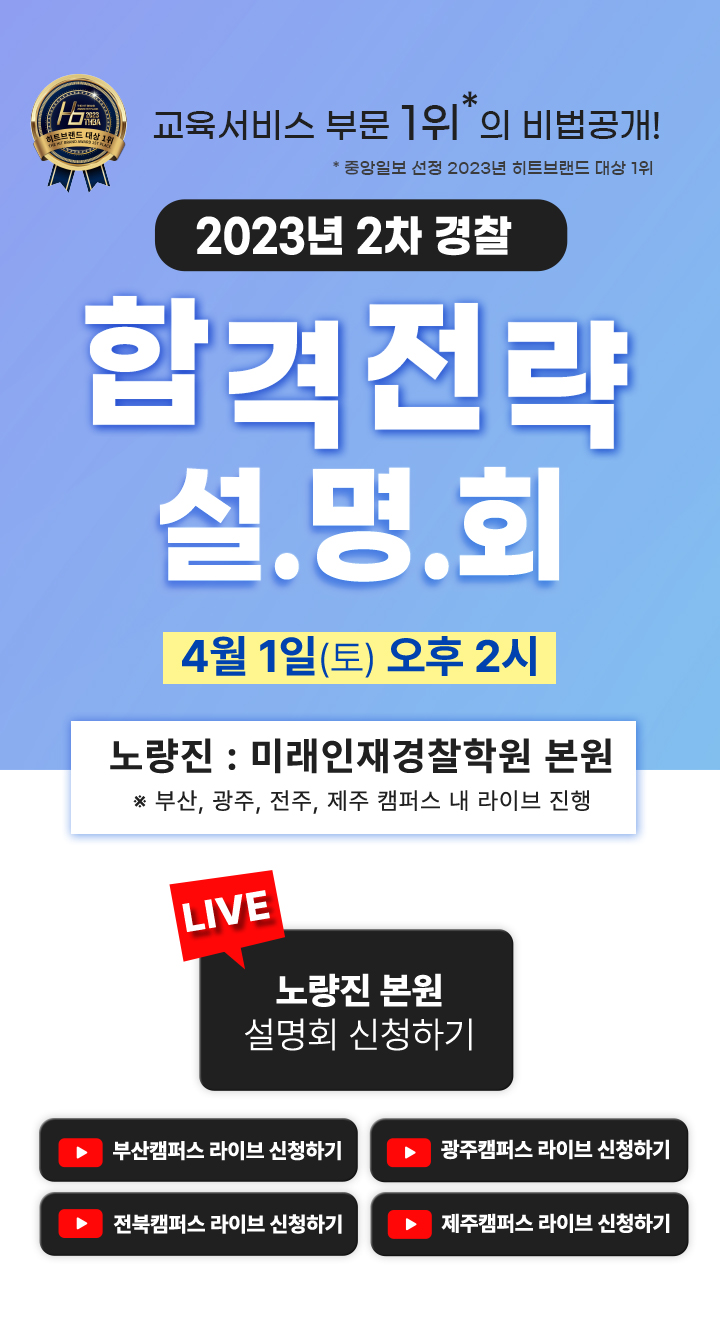 HB 2023
THBA
히트브랜드 대상 1위
THE HIT BRAND AWARD 1ST PLACE
교육서비스 부문 1위*의 비법공개!
* 중앙일보 선정 2023년 히트브랜드 대상 1위
2023년 2차 경찰
합격전략
설.명.회
4월 1일(토) 오후 2시
노량진 : 미래인재경찰학원 본원
※ 부산, 광주, 전주, 제주 캠퍼스 내 라이브 진행
LIVE
노량진 본원
설명회 신청하기
부산캠퍼스 라이브 신청하기
광주캠퍼스 라이브 신청하기
전북캠퍼스 라이브 신청하기
제주캠퍼스 라이브 신청하기